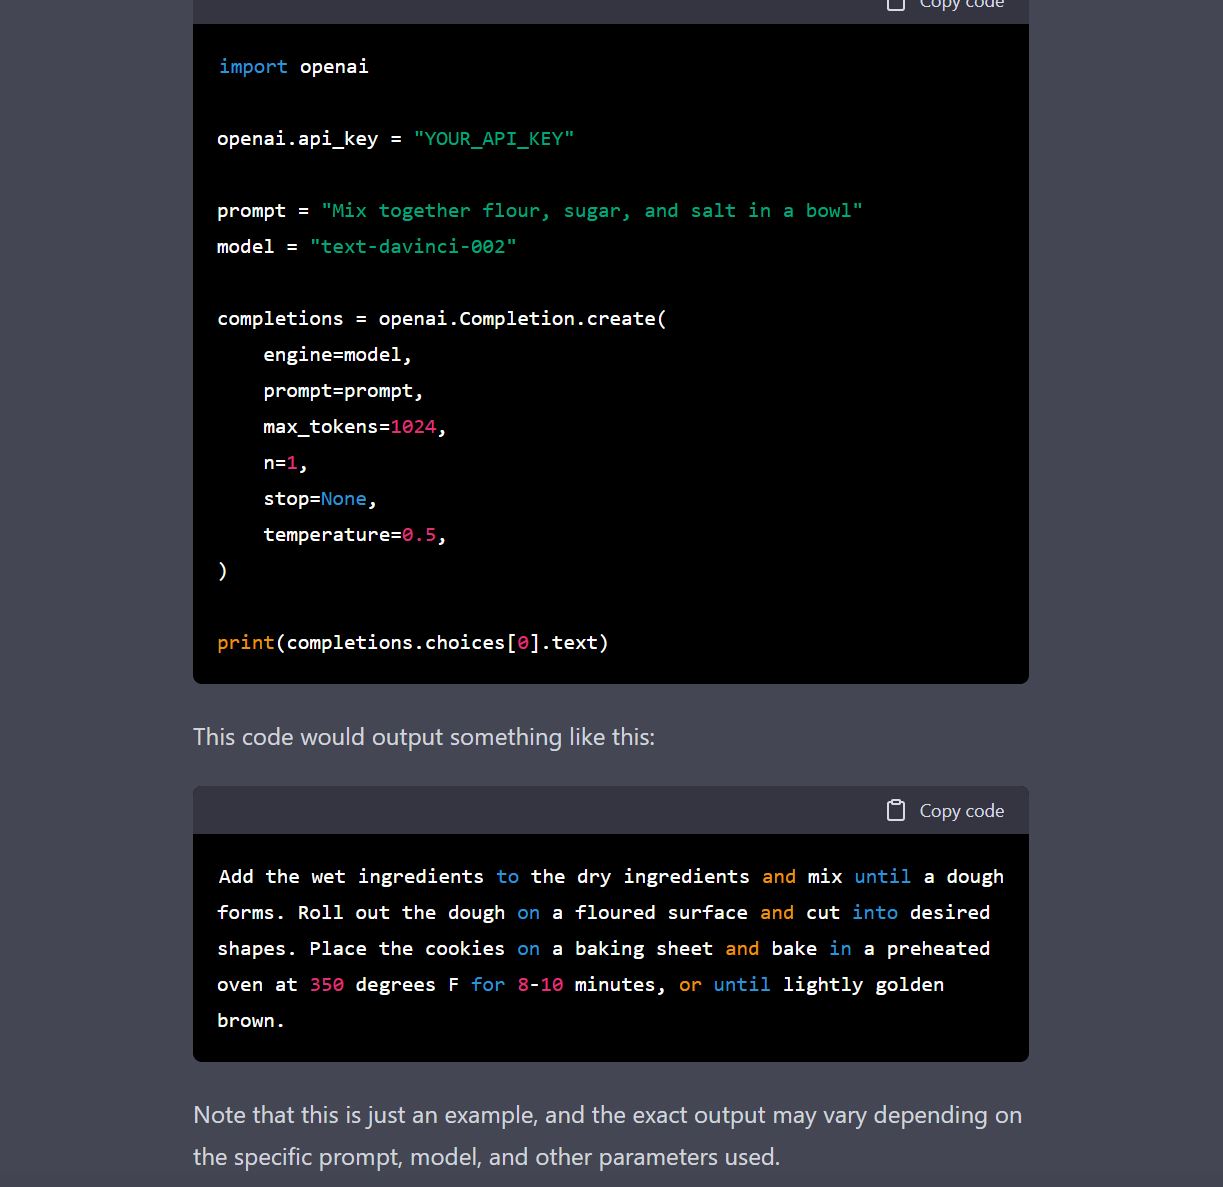 Copy code
import openai
openai.api_key = "YOUR_API_KEY"
prompt = "Mix together flour, sugar, and salt in a bowl"
model = "text-davinci-002"
completions = openai.Completion.create(
    engine=model,
    prompt=prompt,
    max_tokens=1024,
    n=1,
    stop=None,
    temperature=0.5,
)
print(completions.choices[0].text)
This code would output something like this:
Copy code
Add the wet ingredients to the dry ingredients and mix until a dough
forms. Roll out the dough on a floured surface and cut into desired
shapes. Place the cookies on a baking sheet and bake in a preheated
oven at 350 degrees F for 8-10 minutes, or until lightly golden
brown.
Note that this is just an example, and the exact output may vary depending on
the specific prompt, model, and other parameters used.